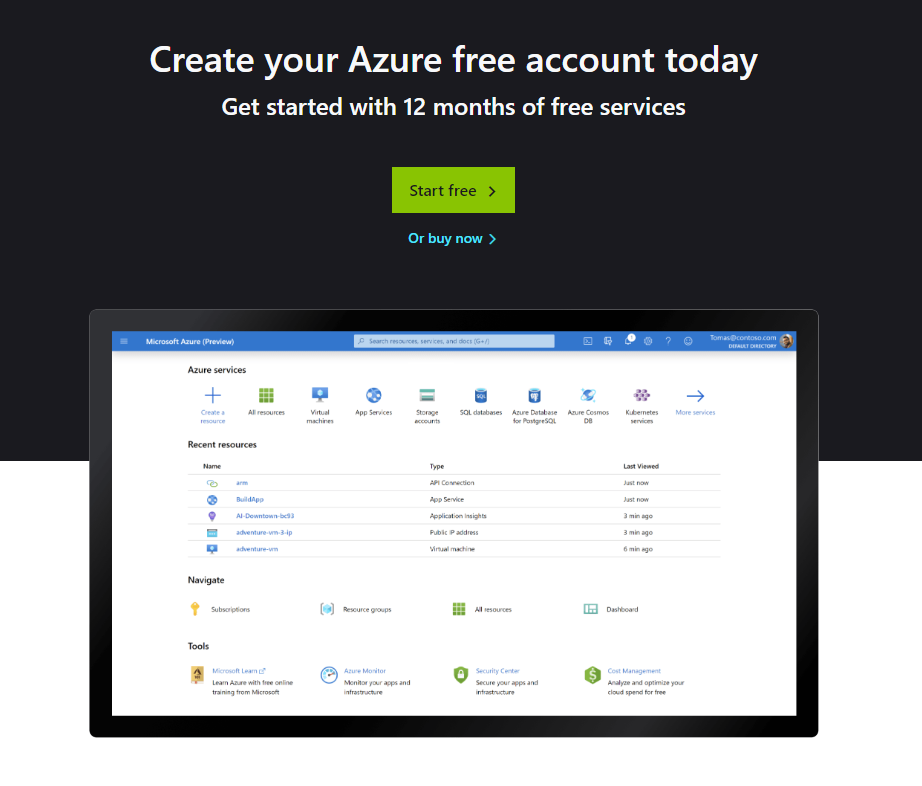 Create your Azure free account today
Get started with 12 months of free services
Start free
Or buy now
Microsoft Azure (Preview)
Search resources, services, and docs (G+/)
1
Tomas@contoso.com
DEFAULT DIRECTORY
Azure services
Create a resource
All resources
Virtual machines
App Services
Storage accounts
SQL databases
Azure Database for PostgreSQL
Azure Cosmos DB
Kubernetes services
More services
Recent resources
Name Type Last Viewed
arm API Connection Just now
BuildApp App Service Just now
AI-Downtown-bc93 Application Insights 3 min ago
adventure-vm-3-ip Public IP address 3 min ago
adventure-vm Virtual machine 6 min ago
Navigate
Subscriptions Resource groups All resources Dashboard
Tools
Microsoft Learn
Learn Azure with free online
training from Microsoft
Azure Monitor
Monitor your apps and
infrastructure
Security Center
Secure your apps and
infrastructure
Cost Management
Analyze and optimize your
cloud spend for free